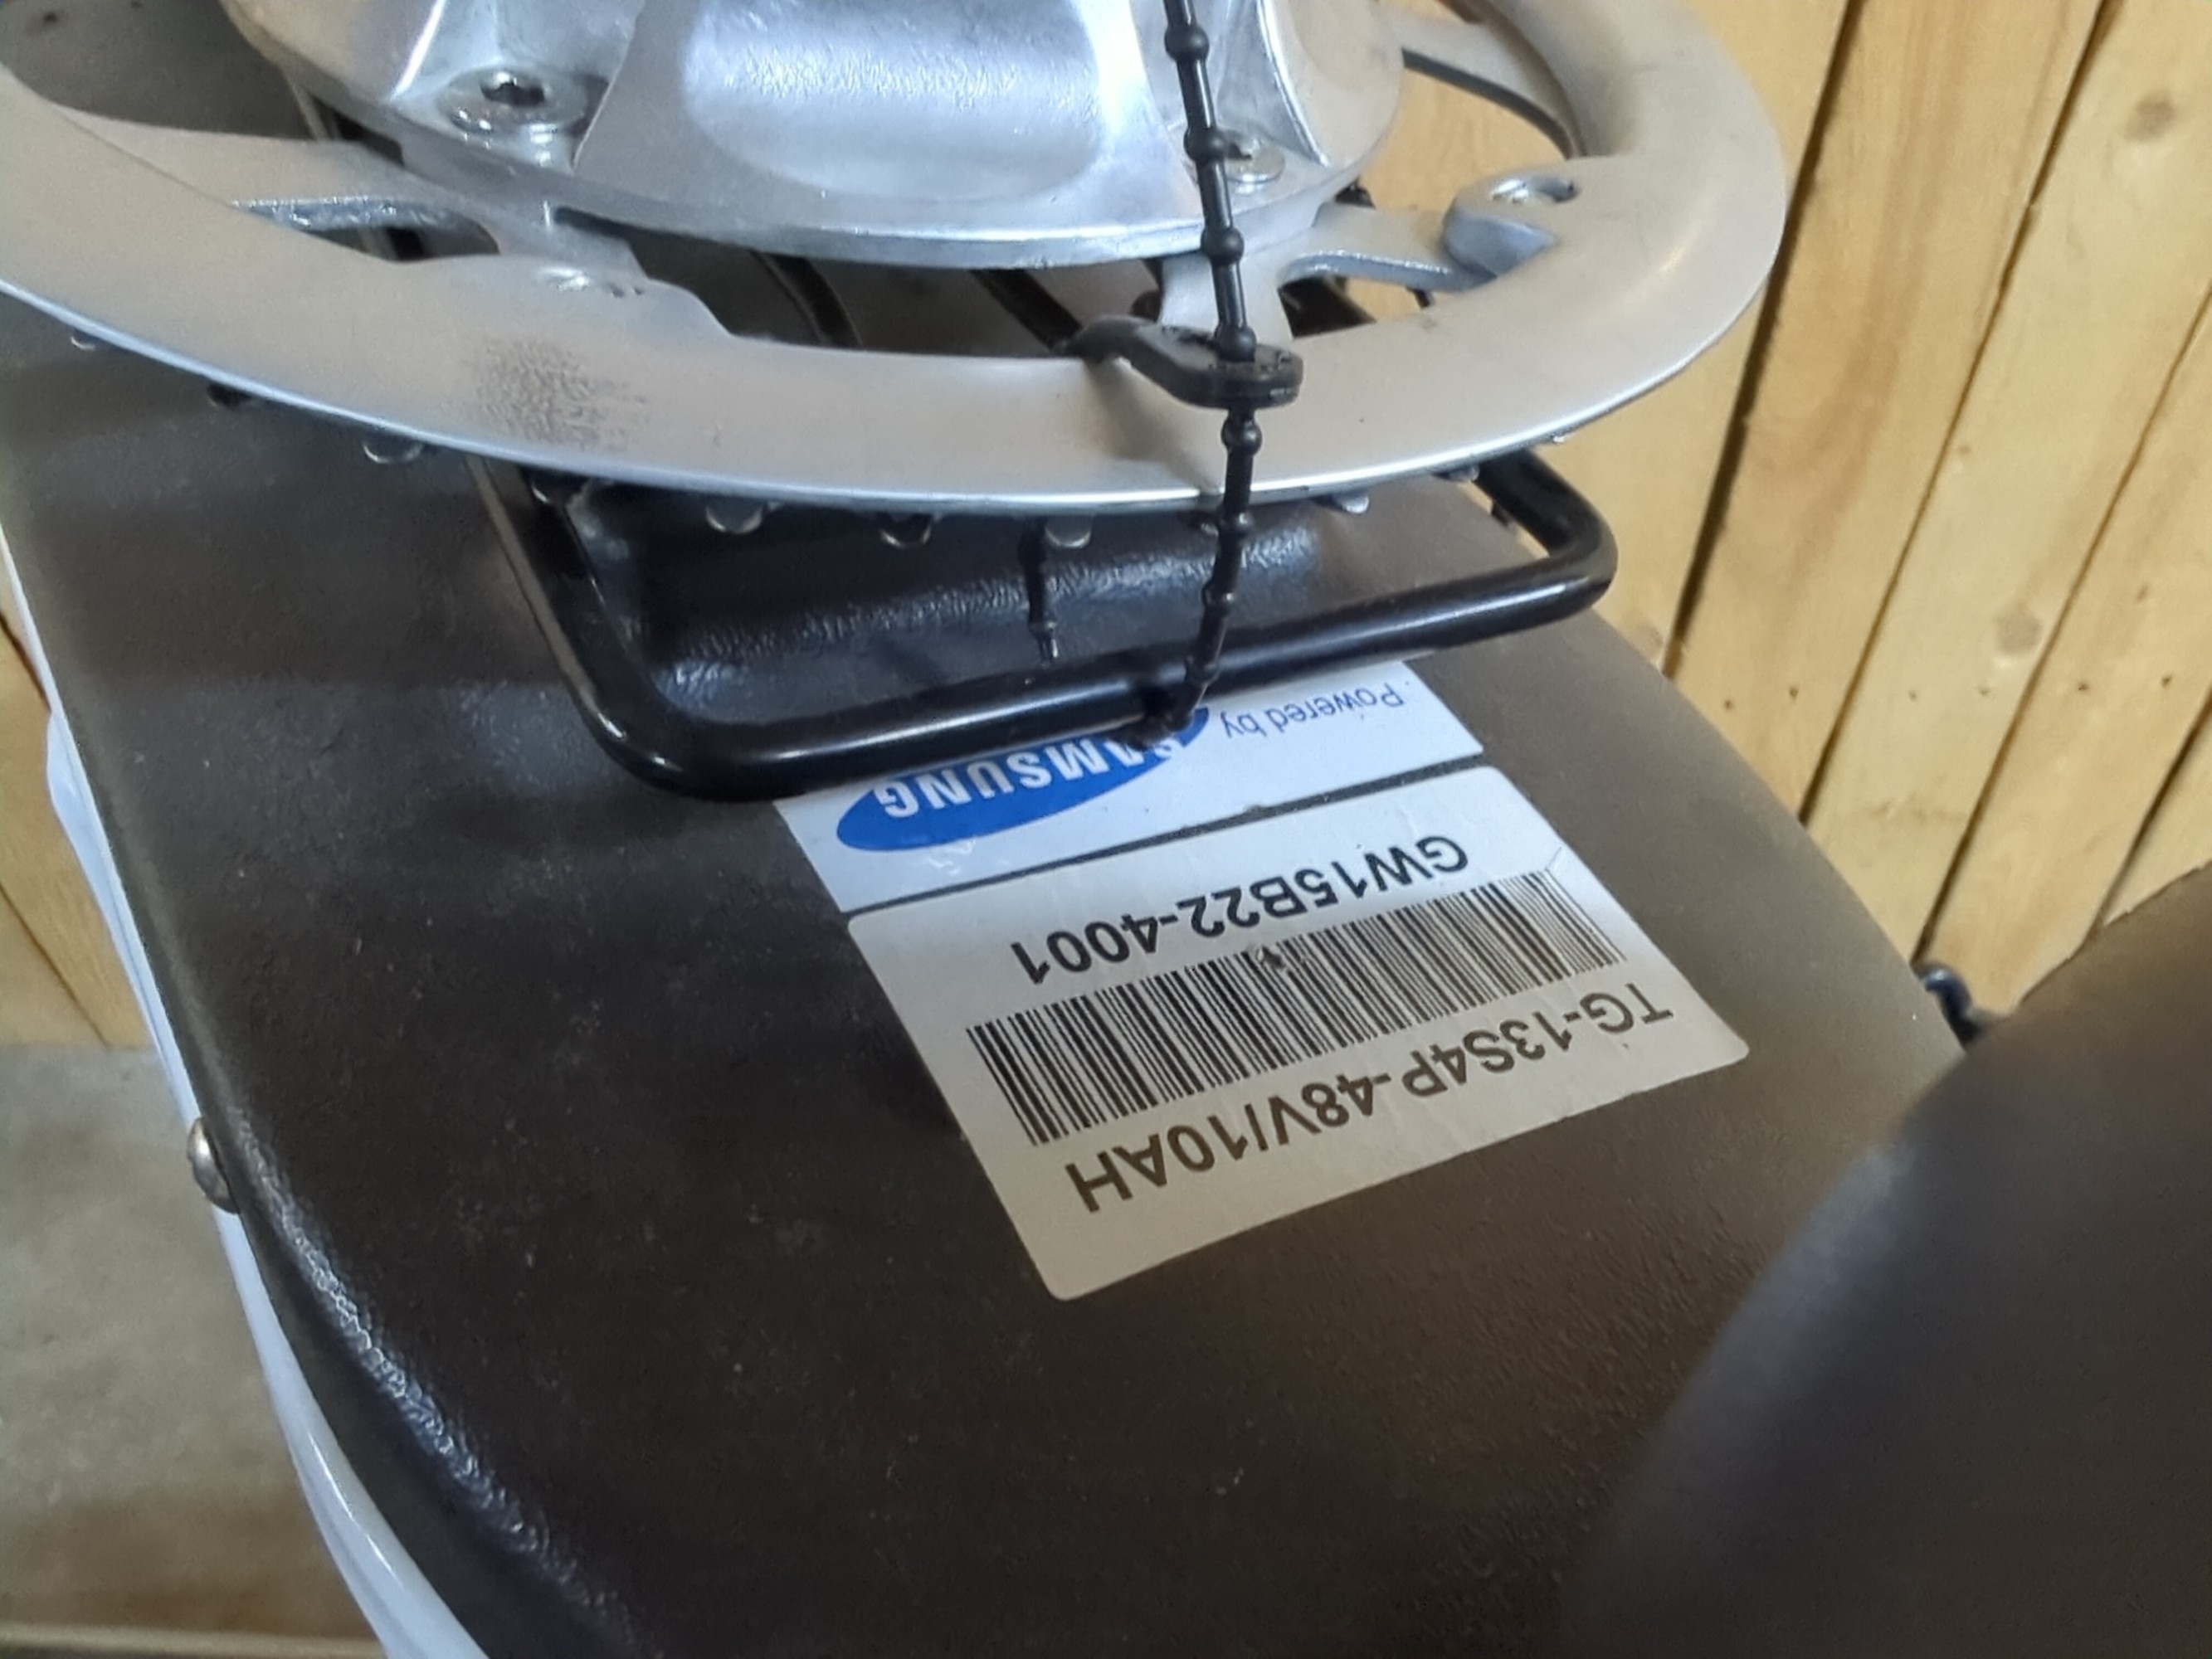 Powered by
SAMSUNG
GW15B22-4001
TG-13S4P-48V/10AH